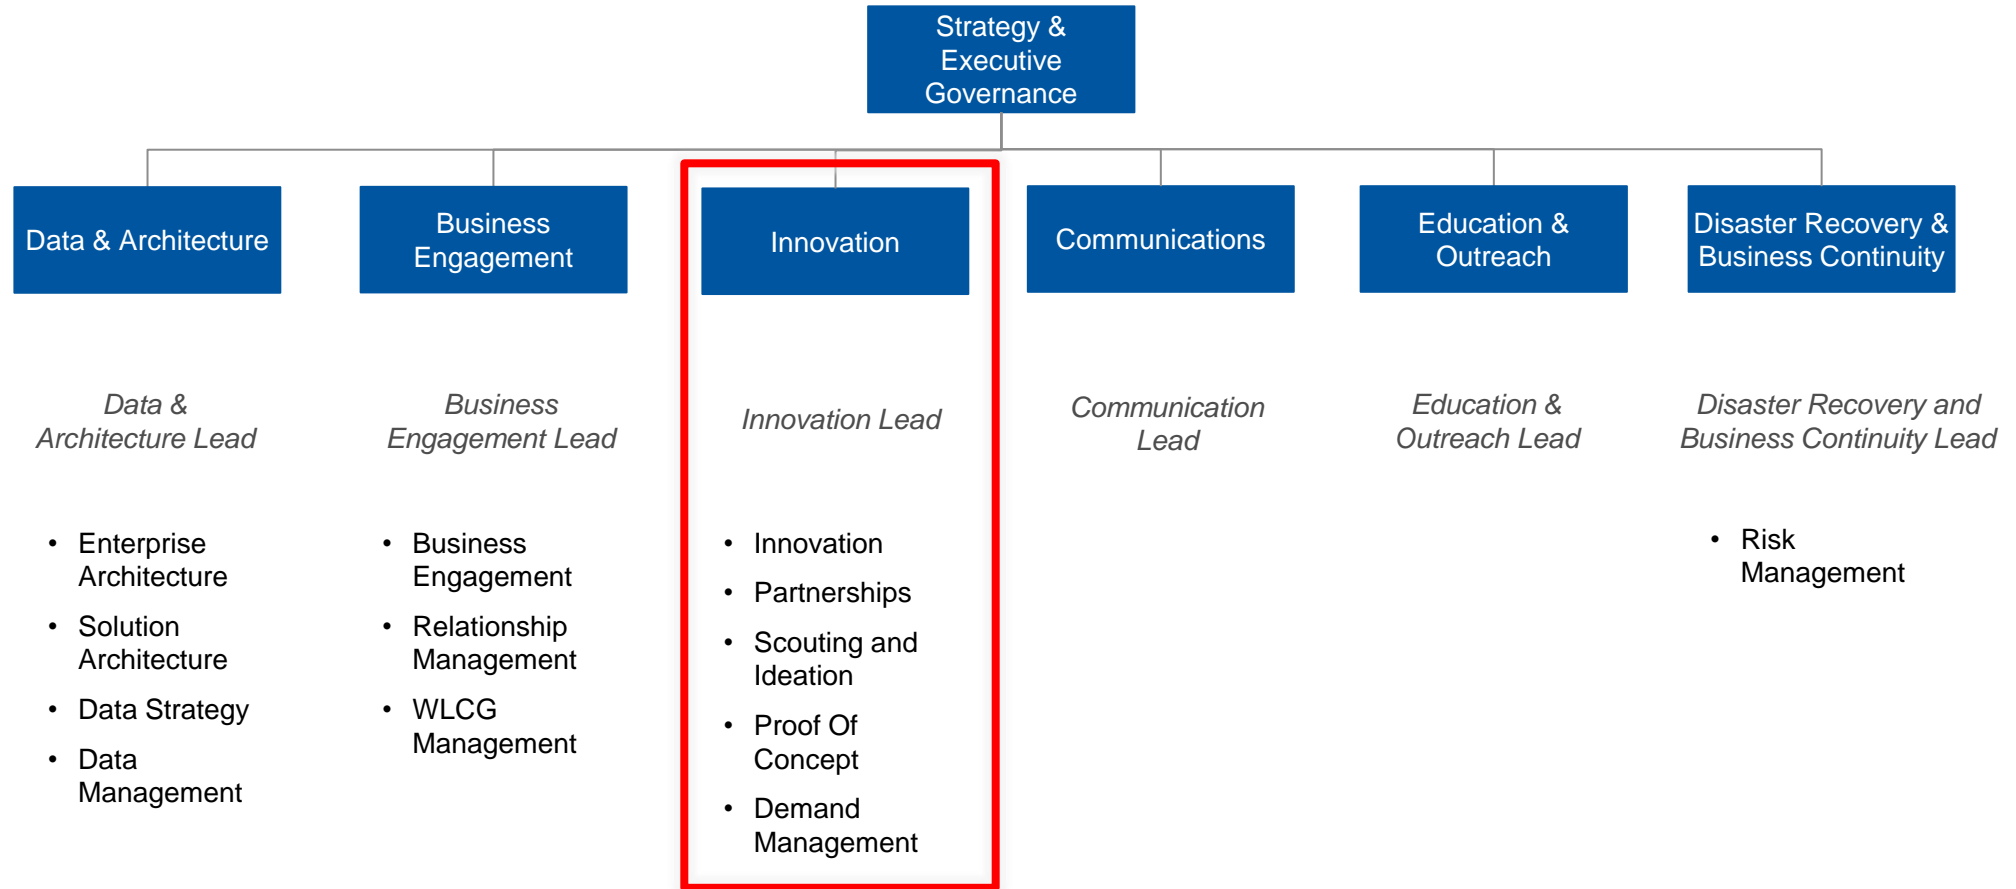 Strategy &
Executive
Governance
Data & Architecture
Business
Engagement
Innovation
Communications
Education &
Outreach
Disaster Recovery &
Business Continuity
Data &
Architecture Lead
Business
Engagement Lead
Innovation Lead
Communication
Lead
Education &
Outreach Lead
Disaster Recovery and
Business Continuity Lead
• Enterprise
Architecture
• Solution
Architecture
• Data Strategy
• Data
Management
• Business
Engagement
• Relationship
Management
• WLCG
Management
• Innovation
• Partnerships
• Scouting and
Ideation
• Proof Of
Concept
• Demand
Management
• Risk
Management